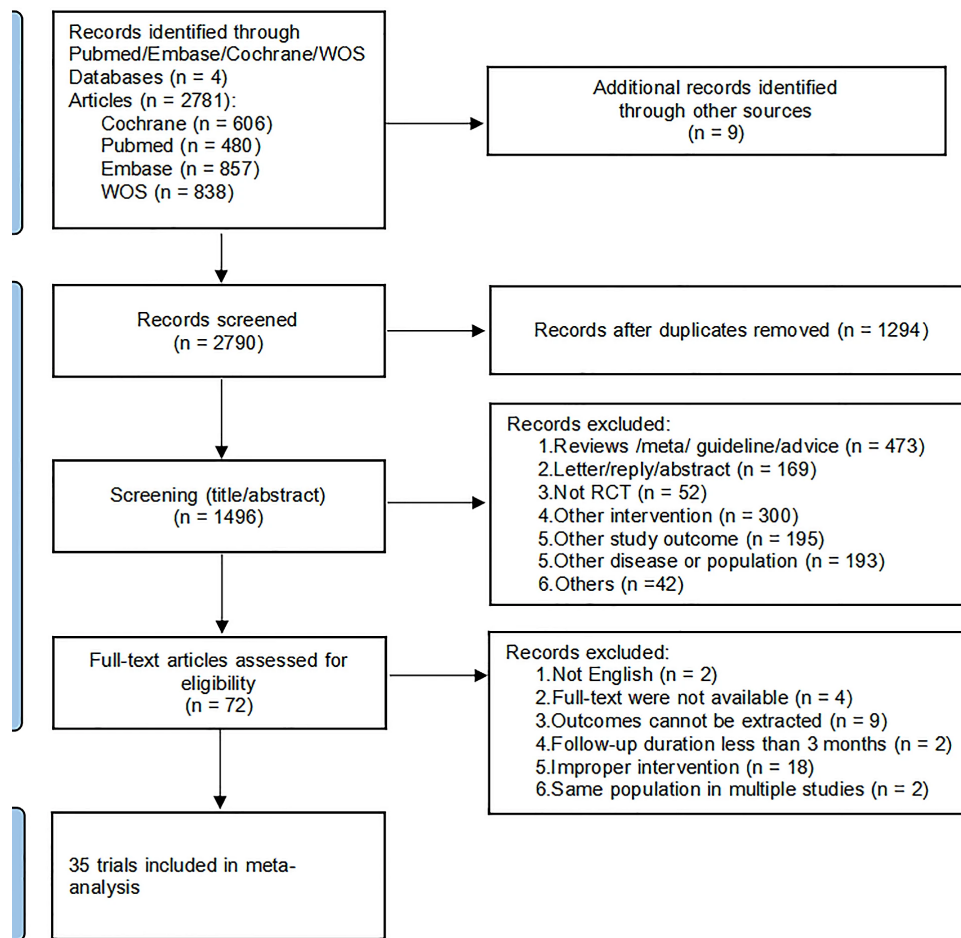 Records identified through
Pubmed/Embase/Cochrane/WOS
Databases (n = 4)
Articles (n = 2781):
Cochrane (n = 606)
Pubmed (n = 480)
Embase (n = 857)
WOS (n = 838)
Additional records identified
through other sources
(n = 9)
Records screened
(n = 2790)
Records after duplicates removed (n = 1294)
Screening (title/abstract)
(n = 1496)
Records excluded:
1.Reviews /meta/ guideline/advice (n = 473)
2.Letter/reply/abstract (n = 169)
3.Not RCT (n = 52)
4.Other intervention (n = 300)
5.Other study outcome (n = 195)
5.Other disease or population (n = 193)
6.Others (n =42)
Full-text articles assessed for
eligibility
(n = 72)
Records excluded:
1.Not English (n = 2)
2.Full-text were not available (n = 4)
3.Outcomes cannot be extracted (n = 9)
4.Follow-up duration less than 3 months (n = 2)
5.Improper intervention (n = 18)
6.Same population in multiple studies (n = 2)
35 trials included in meta-
analysis